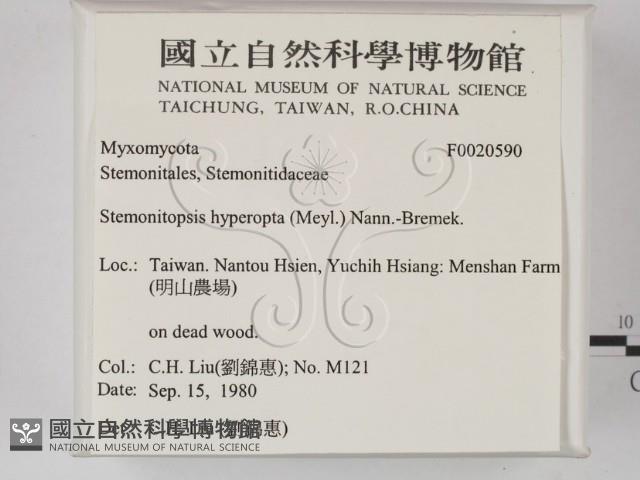 國立自然科學博物館
NATIONAL MUSEUM OF NATURAL SCIENCE
TAICHUNG, TAIWAN, R.O.CHINA
Myxomycota F0020590
Stemonitales, Stemonitidaceae
Stemonitopsis hyperopta (Meyl.) Nann.-Bremek.
Loc.: Taiwan. Nantou Hsien, Yuchih Hsiang: Menshan Farm
(明山農場)
on dead wood.
Col.: C.H. Liu(劉錦惠); No. M121
Date: Sep. 15, 1980
國立自然科學博物館
NATIONAL MUSEUM OF NATURAL SCIENCE
10